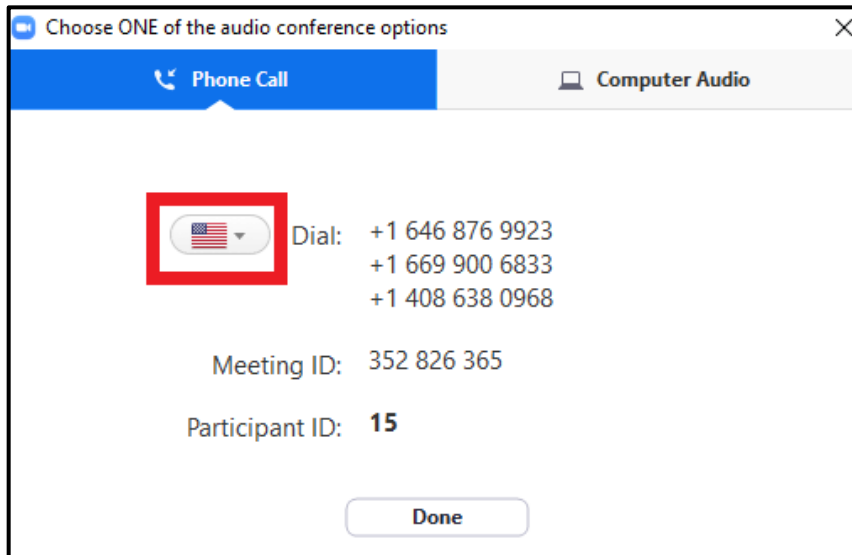 Choose ONE of the audio conference options
Phone Call
Computer Audio
Dial: +1 646 876 9923
+1 669 900 6833
+1 408 638 0968
Meeting ID: 352 826 365
Participant ID: 15
Done